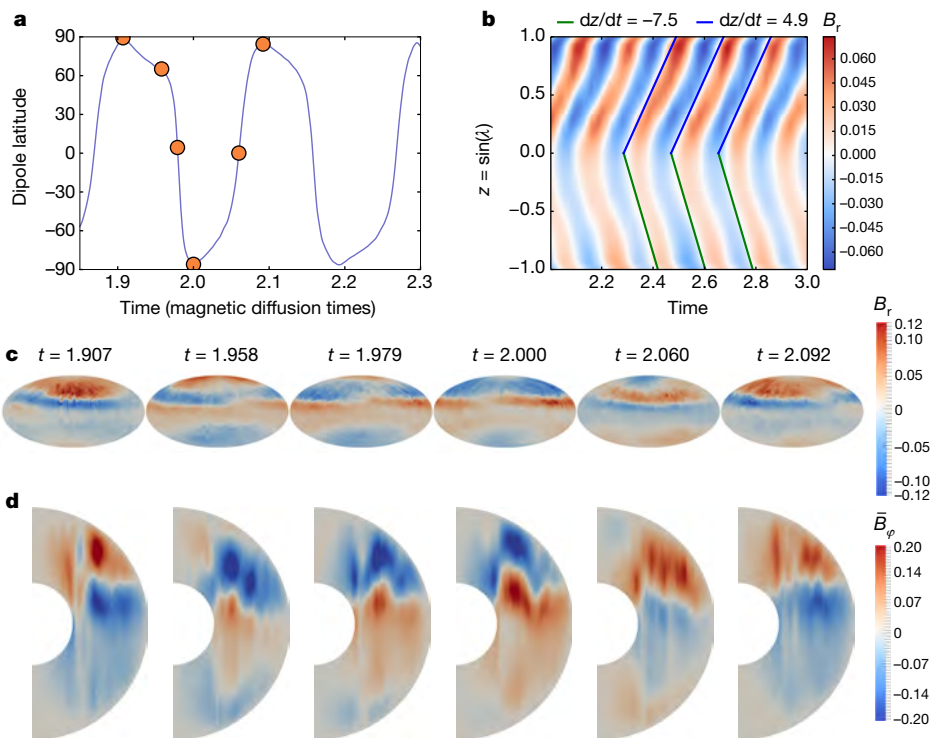 a
90
60
30
0
−30
−60
−90
Dipole latitude
1.9 2.0 2.1 2.2 2.3
Time (magnetic diffusion times)
b
dz/dt = −7.5 dz/dt = 4.9
1.0
0.5
0.0
−0.5
−1.0
z = sin(λ)
2.2 2.4 2.6 2.8 3.0
Time
Br
0.060
0.045
0.030
0.015
0.000
−0.015
−0.030
−0.045
−0.060
c
t = 1.907 t = 1.958 t = 1.979 t = 2.000 t = 2.060 t = 2.092
Br
0.12
0.10
0.05
0
−0.05
−0.10
−0.12
d
B̅φ
0.20
0.14
0.07
0
−0.07
−0.14
−0.20